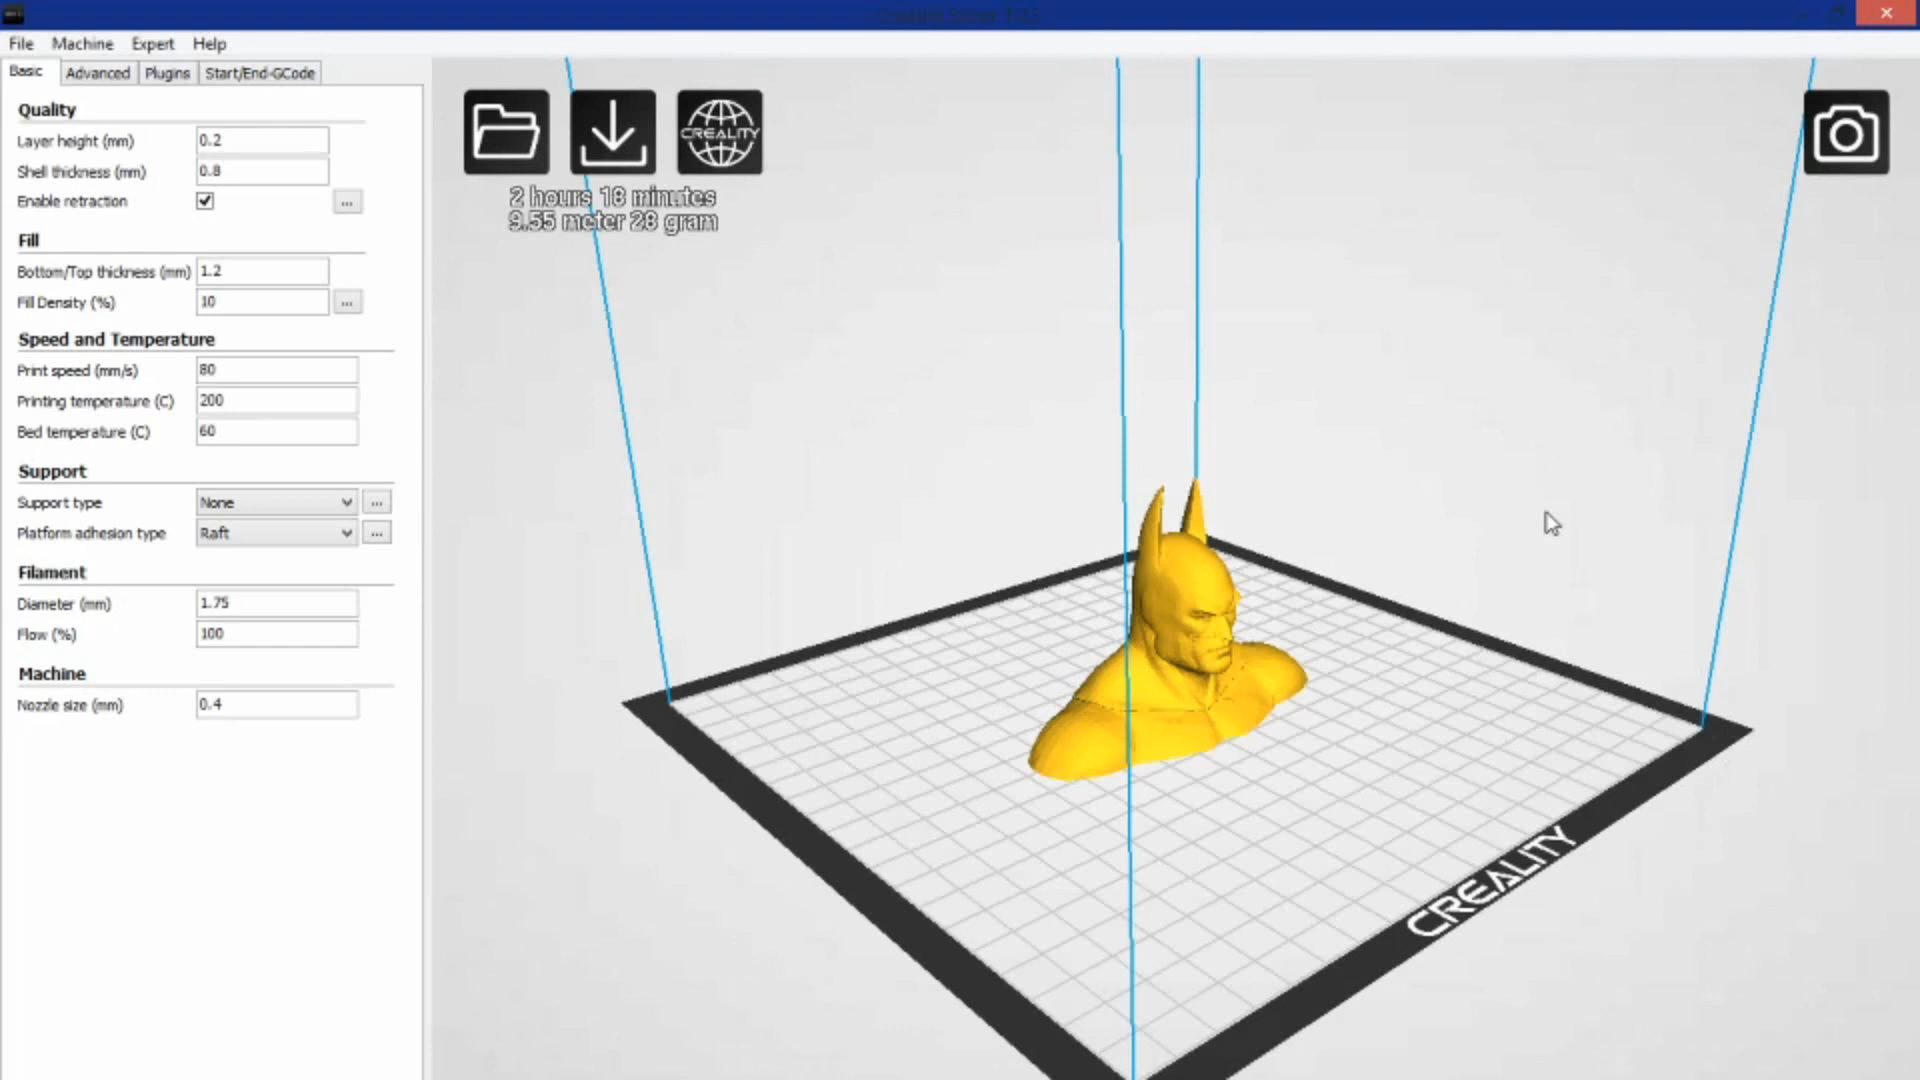 File Machine Expert Help
Basic Advanced Plugins Start/End-GCode
Quality
Layer height (mm) 0.2
Shell thickness (mm) 0.8
Enable retraction ...
Fill
Bottom/Top thickness (mm) 1.2
Fill Density (%) 10 ...
Speed and Temperature
Print speed (mm/s) 80
Printing temperature (C) 200
Bed temperature (C) 60
Support
Support type None ...
Platform adhesion type Raft ...
Filament
Diameter (mm) 1.75
Flow (%) 100
Machine
Nozzle size (mm) 0.4
CREALITY
2 hours 18 minutes
9.55 meter 28 gram
CREALITY